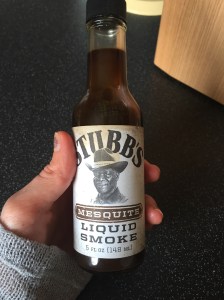 STUBB'S
MESQUITE
LIQUID
SMOKE
5 FL OZ (148 mL)